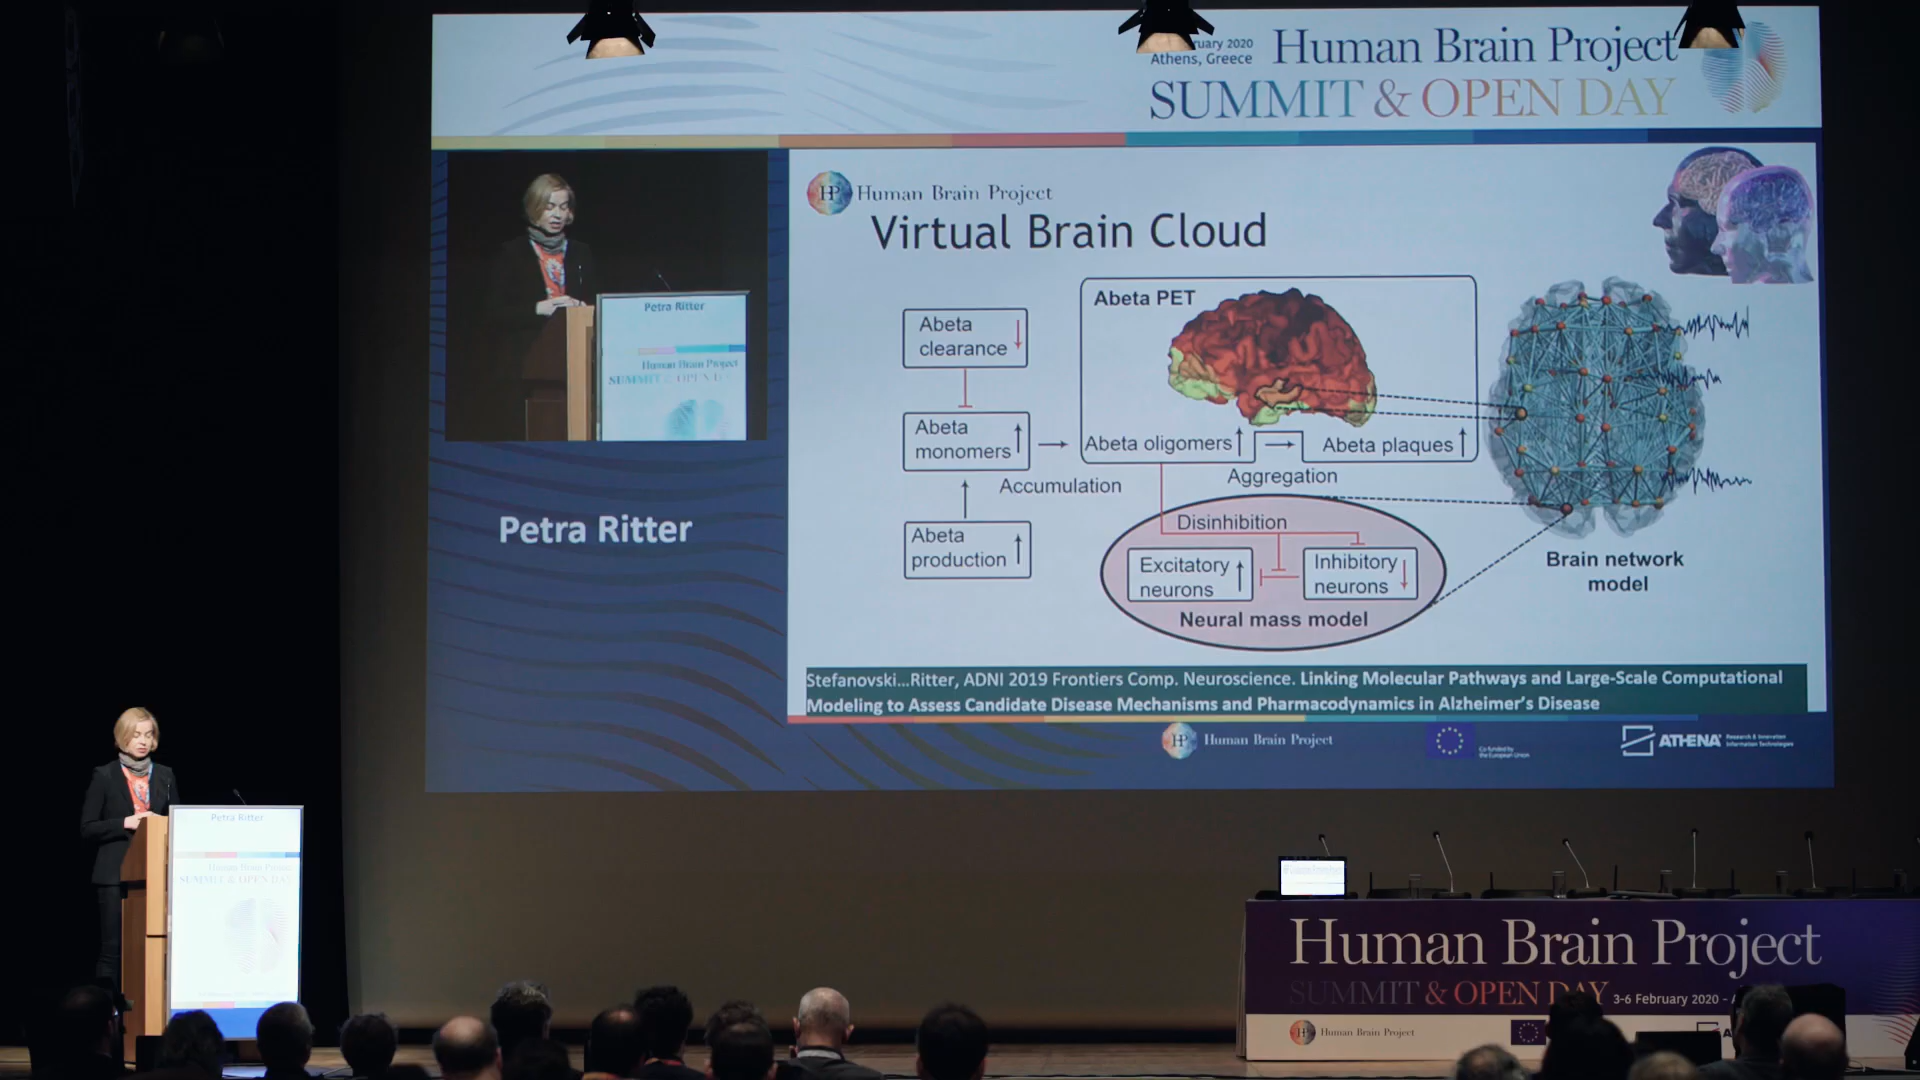 Athens, Greece
Human Brain Project
SUMMIT & OPEN DAY
HP Human Brain Project
Virtual Brain Cloud
Abeta PET
Abeta
clearance
Abeta
monomers
Abeta oligomers
Abeta plaques
Aggregation
Accumulation
Abeta
production
Disinhibition
Excitatory
neurons
Inhibitory
neurons
Neural mass model
Brain network
model
Stefanovski...Ritter, ADNI 2019 Frontiers Comp. Neuroscience. Linking Molecular Pathways and Large-Scale Computational
Modeling to Assess Candidate Disease Mechanisms and Pharmacodynamics in Alzheimer's Disease
Petra Ritter
Human Brain Project
SUMMIT & OPEN D
Petra Ritter
HP Human Brain Project
Co-funded by
the European Union
ATHENA Research & Innovation
Information Technologies
Petra Ritter
Human Brain Project
SUMMIT & OPEN DAY
Human Brain Project
SUMMIT & OPEN DAY 3-6 February 2020 -
HP Human Brain Project